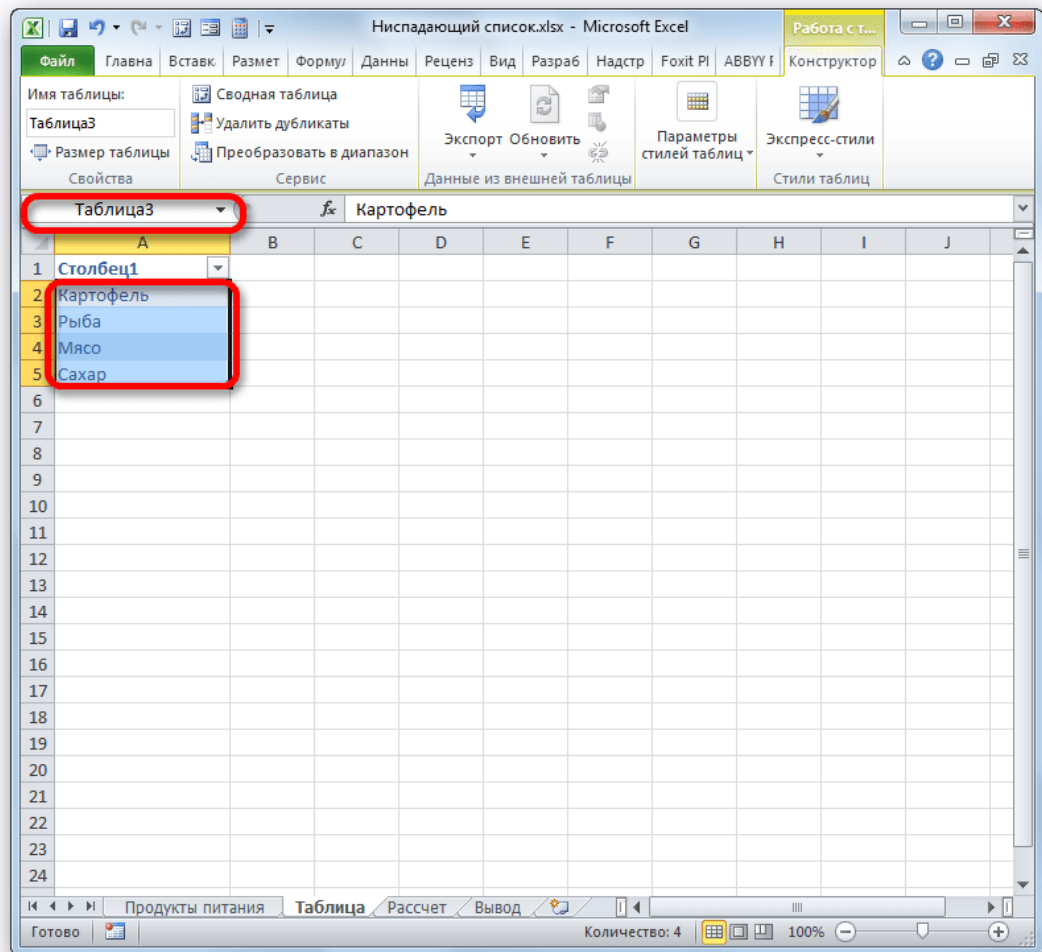 Ниспадающий список.xlsx - Microsoft Excel
Работа с т...
Файл Главна Вставк Размет Формул Данны Реценз Вид Разраб Надстр Foxit PI ABBYY F Конструктор
Имя таблицы:
Таблица3
Размер таблицы
Свойства
Сводная таблица
Удалить дубликаты
Преобразовать в диапазон
Сервис
Экспорт Обновить
Данные из внешней таблицы
Параметры
стилей таблиц
Экспресс-стили
Стили таблиц
Таблица3 fx Картофель
A B C D E F G H I J
1 Столбец1
2 Картофель
3 Рыба
4 Мясо
5 Сахар
6
7
8
9
10
11
12
13
14
15
16
17
18
19
20
21
22
23
24
Продукты питания Таблица Рассчет Вывод
Готово Количество: 4 100%